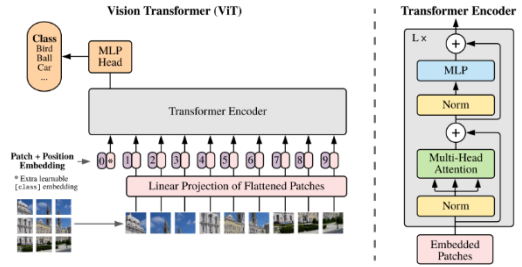 Vision Transformer (ViT)
Class
Bird
Ball
Car
...
MLP
Head
Transformer Encoder
Patch + Position
Embedding
* Extra learnable
[class] embedding
0 * 1 2 3 4 5 6 7 8 9
Linear Projection of Flattened Patches
Transformer Encoder
L x
+
MLP
Norm
+
Multi-Head
Attention
Norm
Embedded
Patches